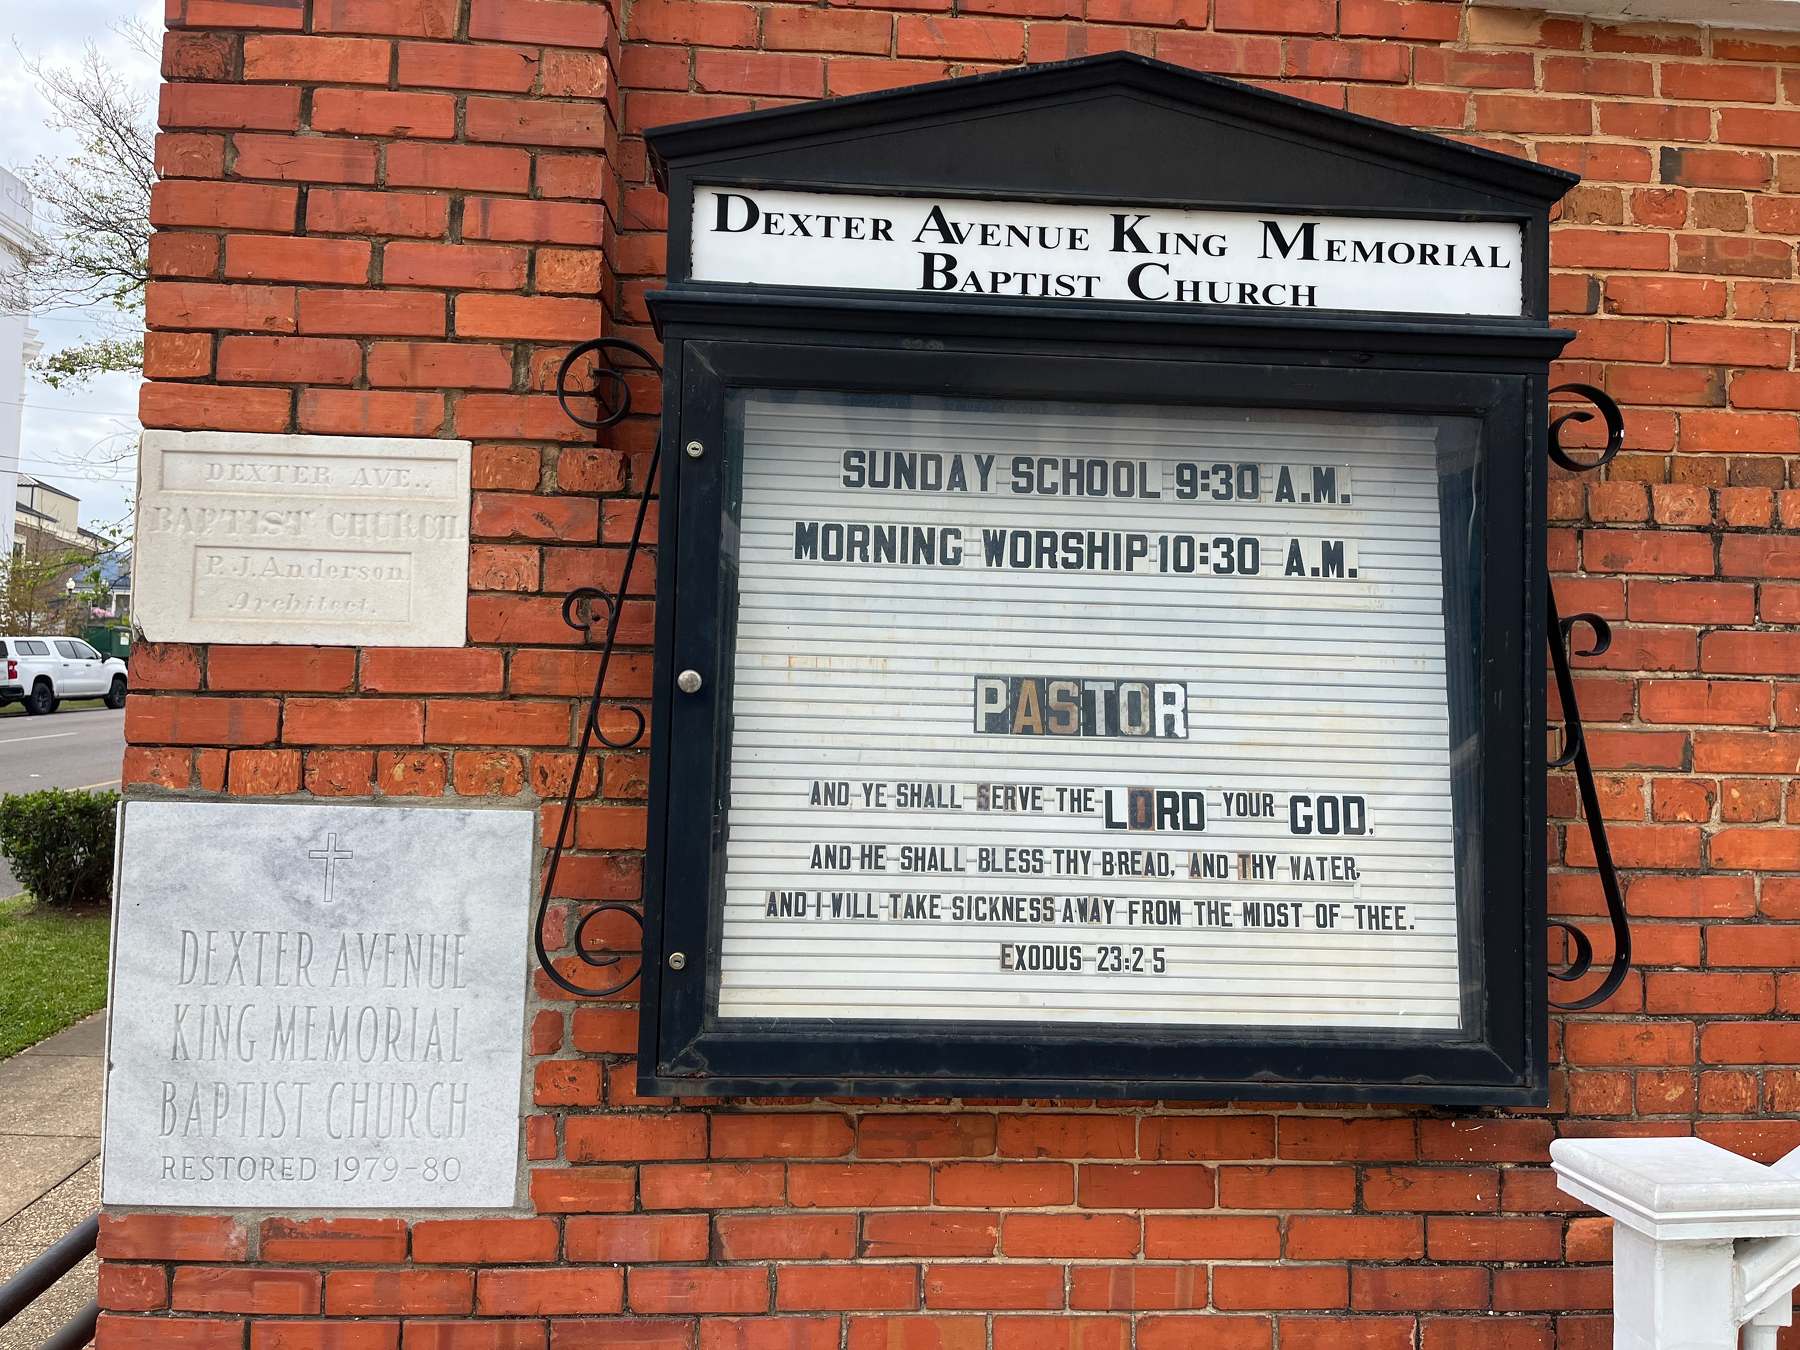 DEXTER AVENUE KING MEMORIAL
BAPTIST CHURCH
SUNDAY SCHOOL 9:30 A.M.
MORNING WORSHIP 10:30 A.M.
PASTOR
AND YE SHALL SERVE THE LORD YOUR GOD,
AND HE SHALL BLESS THY BREAD, AND THY WATER,
AND I WILL TAKE SICKNESS AWAY FROM THE MIDST OF THEE.
EXODUS 23:2 5
DEXTER AVE..
BAPTIST CHURCH.
P. J. Anderson
Architect.
DEXTER AVENUE
KING MEMORIAL
BAPTIST CHURCH
RESTORED 1979-80